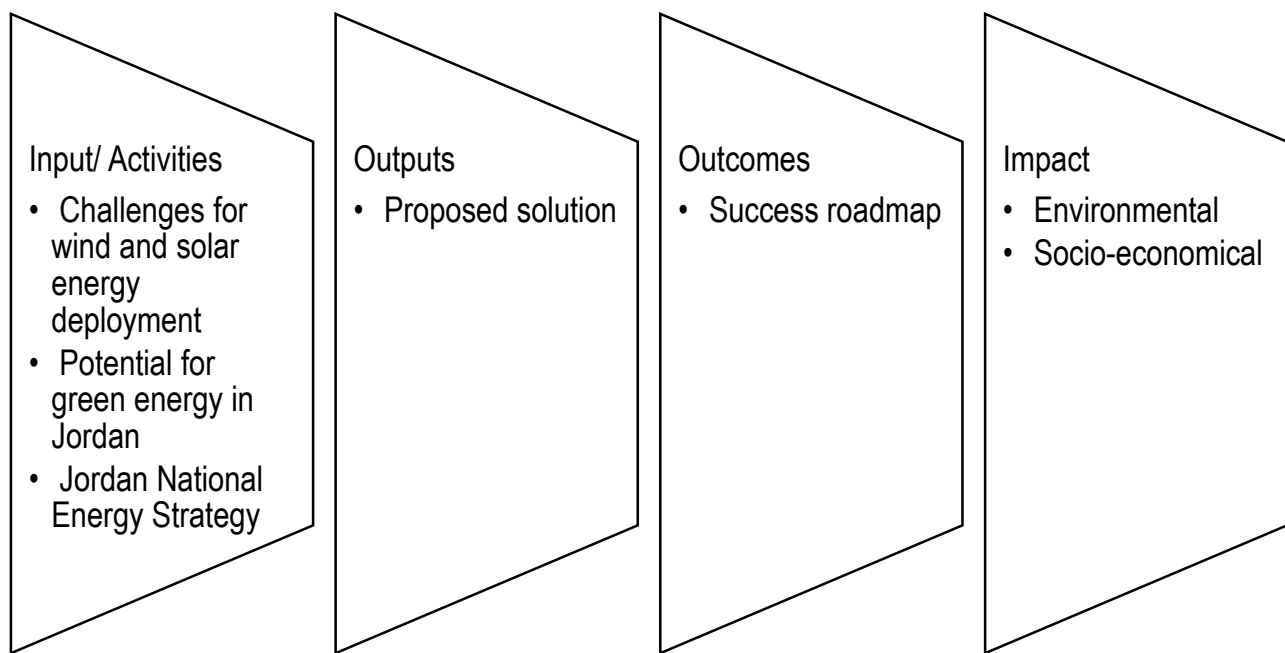 Input/ Activities
• Challenges for
wind and solar
energy
deployment
• Potential for
green energy in
Jordan
• Jordan National
Energy Strategy
Outputs
• Proposed solution
Outcomes
• Success roadmap
Impact
• Environmental
• Socio-economical